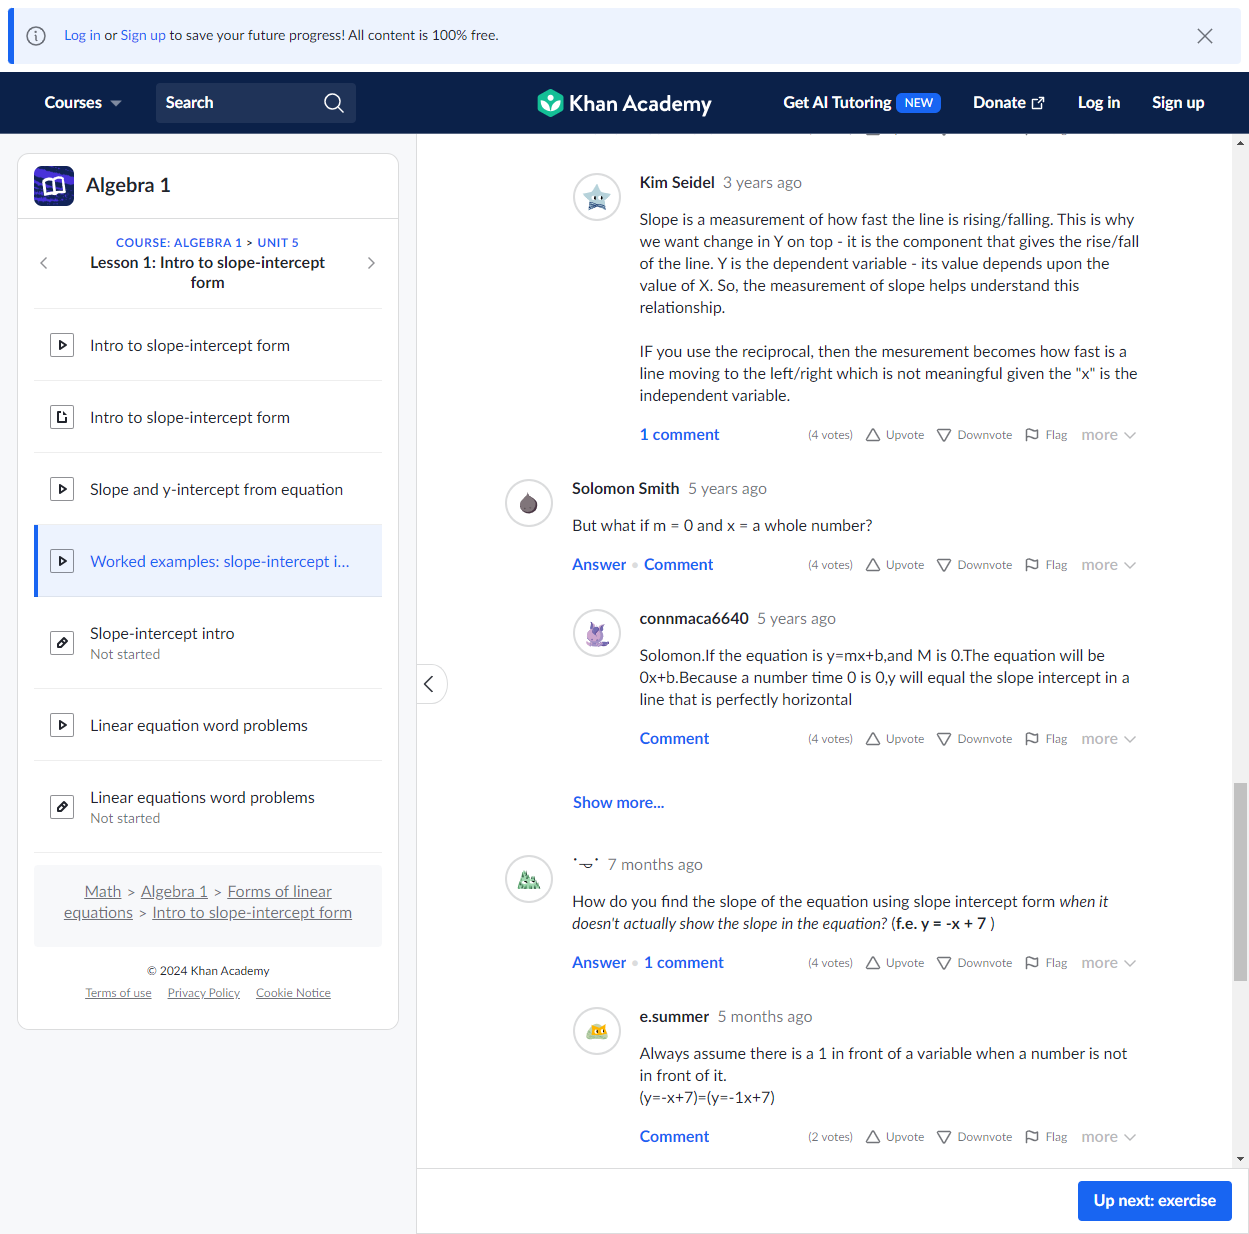 Log in or Sign up to save your future progress! All content is 100% free.
Courses
Search
Khan Academy
Get AI Tutoring NEW
Donate
Log in
Sign up
Algebra 1
COURSE: ALGEBRA 1 > UNIT 5
Lesson 1: Intro to slope-intercept
form
Intro to slope-intercept form
Intro to slope-intercept form
Slope and y-intercept from equation
Worked examples: slope-intercept i...
Slope-intercept intro
Not started
Linear equation word problems
Linear equations word problems
Not started
Math > Algebra 1 > Forms of linear
equations > Intro to slope-intercept form
© 2024 Khan Academy
Terms of use Privacy Policy Cookie Notice
Kim Seidel 3 years ago
Slope is a measurement of how fast the line is rising/falling. This is why
we want change in Y on top - it is the component that gives the rise/fall
of the line. Y is the dependent variable - its value depends upon the
value of X. So, the measurement of slope helps understand this
relationship.
IF you use the reciprocal, then the mesurement becomes how fast is a
line moving to the left/right which is not meaningful given the "x" is the
independent variable.
1 comment (4 votes) Upvote Downvote Flag more
Solomon Smith 5 years ago
But what if m = 0 and x = a whole number?
Answer • Comment (4 votes) Upvote Downvote Flag more
connmaca6640 5 years ago
Solomon.If the equation is y=mx+b,and M is 0.The equation will be
0x+b.Because a number time 0 is 0,y will equal the slope intercept in a
line that is perfectly horizontal
Comment (4 votes) Upvote Downvote Flag more
Show more...
7 months ago
How do you find the slope of the equation using slope intercept form when it
doesn't actually show the slope in the equation? (f.e. y = -x + 7 )
Answer • 1 comment (4 votes) Upvote Downvote Flag more
e.summer 5 months ago
Always assume there is a 1 in front of a variable when a number is not
in front of it.
(y=-x+7)=(y=-1x+7)
Comment (2 votes) Upvote Downvote Flag more
Up next: exercise